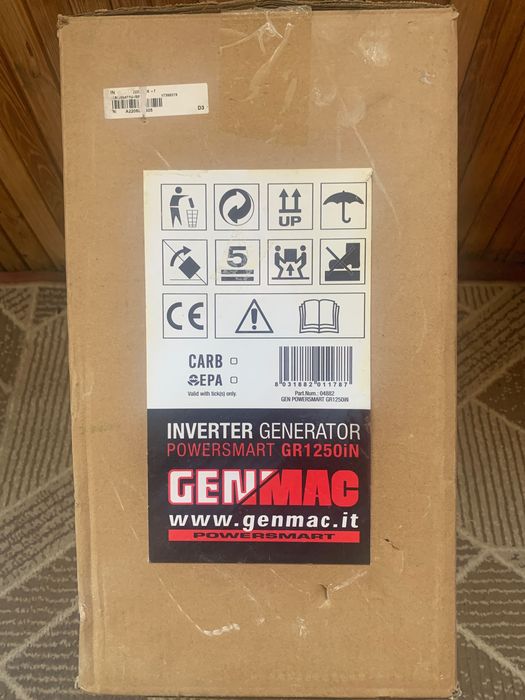 IN
D3
UP
5
CE
CARB
EPA
Valid with tick(s) only.
8 031882 011787
Part.Num.: 04882
GEN POWERSMART GR1250iN
INVERTER GENERATOR
POWERSMART GR1250iN
GENMAC
www.genmac.it
POWERSMART